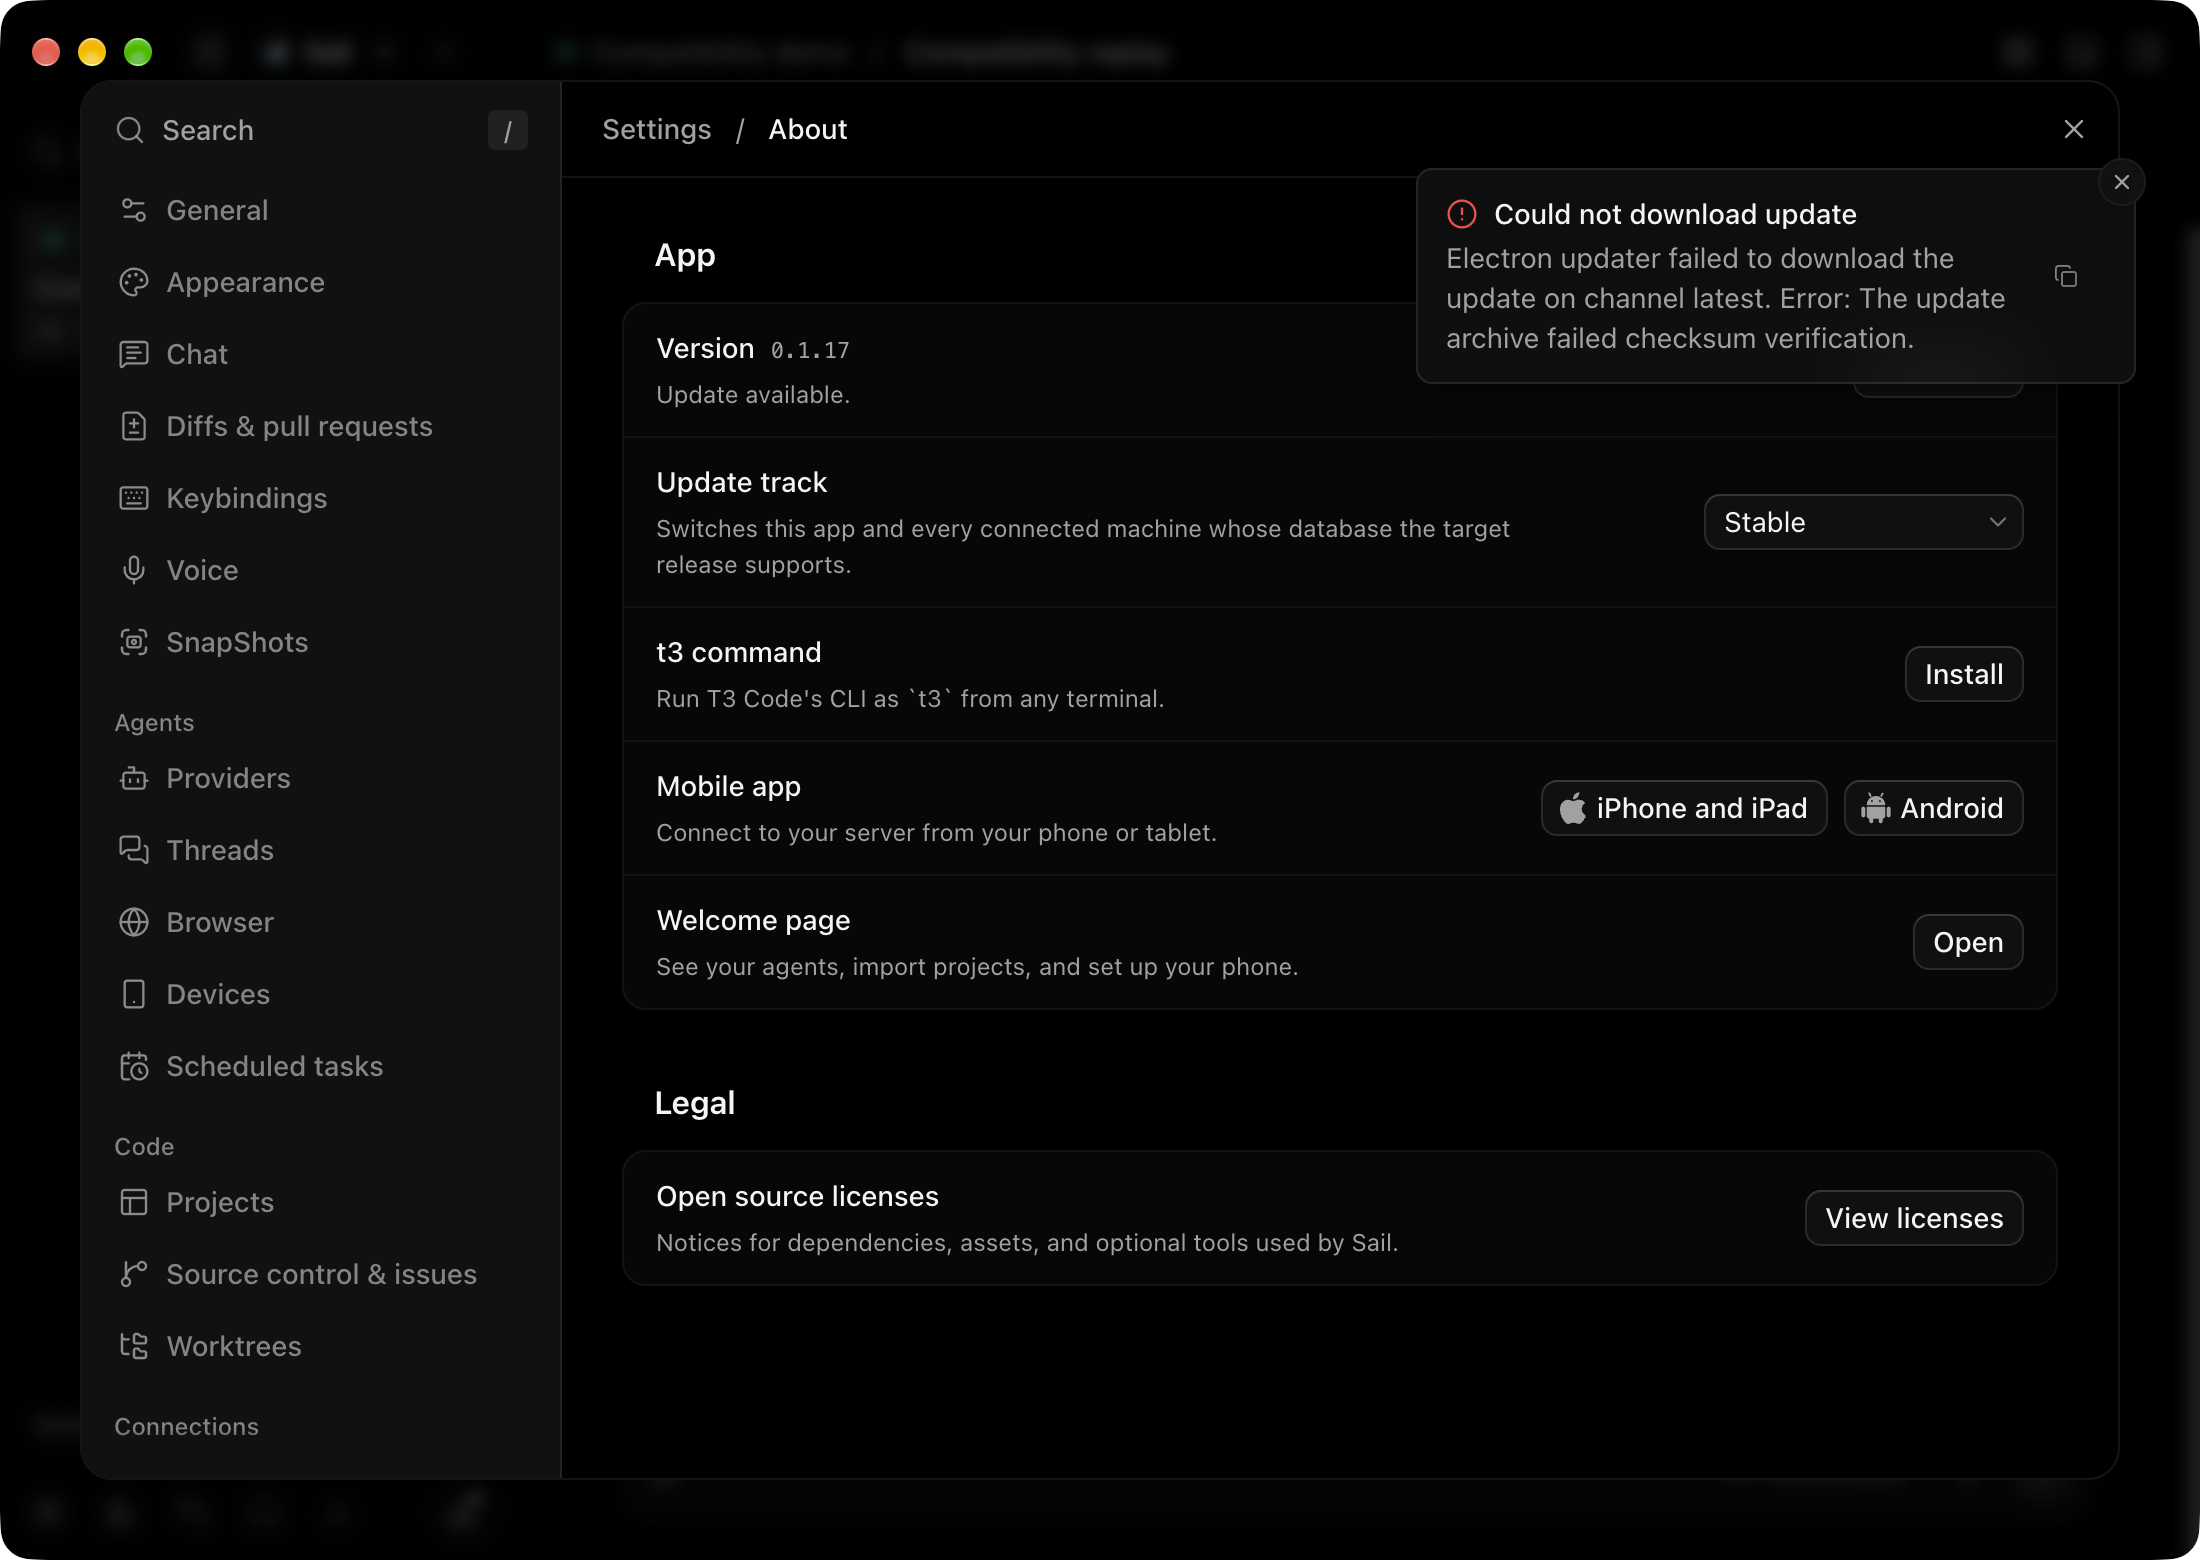 Search
/
General
Appearance
Chat
Diffs & pull requests
Keybindings
Voice
SnapShots
Agents
Providers
Threads
Browser
Devices
Scheduled tasks
Code
Projects
Source control & issues
Worktrees
Connections
Settings / About
Could not download update
Electron updater failed to download the
update on channel latest. Error: The update
archive failed checksum verification.
App
Version 0.1.17
Update available.
Update track
Switches this app and every connected machine whose database the target
release supports.
Stable
t3 command
Run T3 Code's CLI as `t3` from any terminal.
Install
Mobile app
Connect to your server from your phone or tablet.
iPhone and iPad
Android
Welcome page
See your agents, import projects, and set up your phone.
Open
Legal
Open source licenses
Notices for dependencies, assets, and optional tools used by Sail.
View licenses